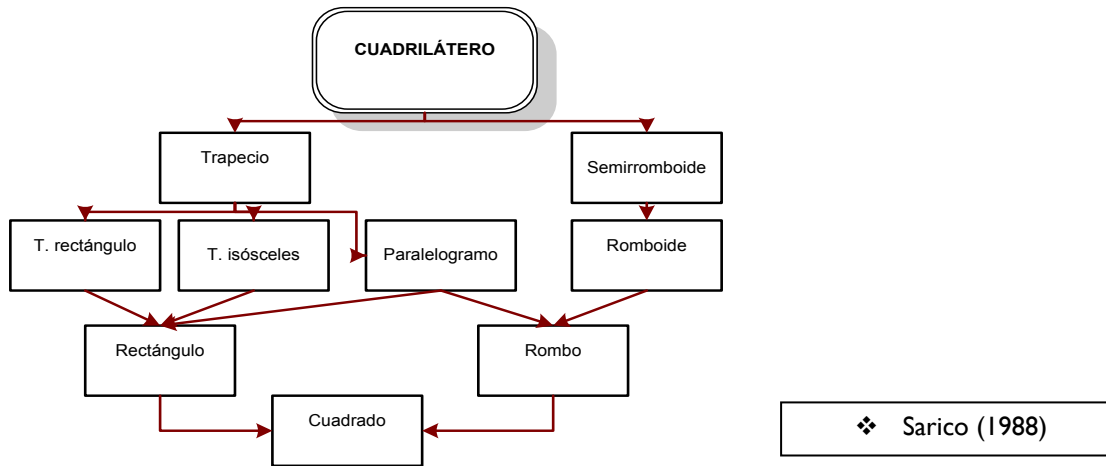 CUADRILÁTERO
Trapecio
Semirromboide
T. rectángulo
T. isósceles
Paralelogramo
Romboide
Rectángulo
Rombo
Cuadrado
❖ Sarico (1988)